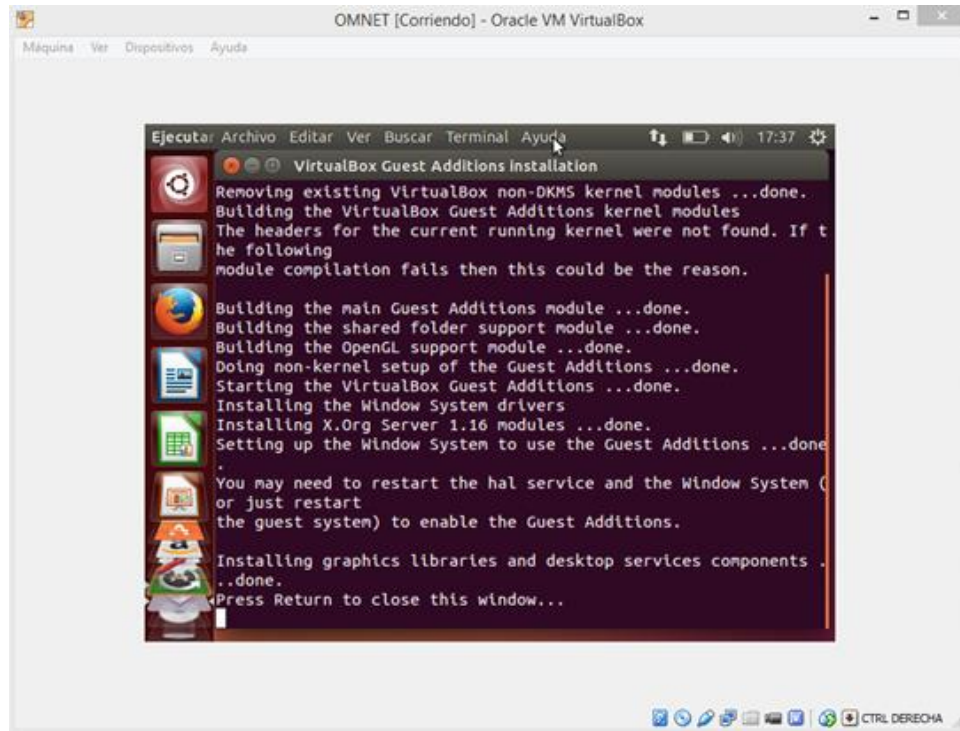 OMNET [Corriendo] - Oracle VM VirtualBox
Máquina Ver Dispositivos Ayuda
Ejecutar Archivo Editar Ver Buscar Terminal Ayuda 17:37
VirtualBox Guest Additions installation
Removing existing VirtualBox non-DKMS kernel modules ...done.
Building the VirtualBox Guest Additions kernel modules
The headers for the current running kernel were not found. If t
he following
module compilation fails then this could be the reason.
Building the main Guest Additions module ...done.
Building the shared folder support module ...done.
Building the OpenGL support module ...done.
Doing non-kernel setup of the Guest Additions ...done.
Starting the VirtualBox Guest Additions ...done.
Installing the Window System drivers
Installing X.Org Server 1.16 modules ...done.
Setting up the Window System to use the Guest Additions ...done
.
You may need to restart the hal service and the Window System (
or just restart
the guest system) to enable the Guest Additions.
Installing graphics libraries and desktop services components .
..done.
Press Return to close this window...
CTRL DERECHA